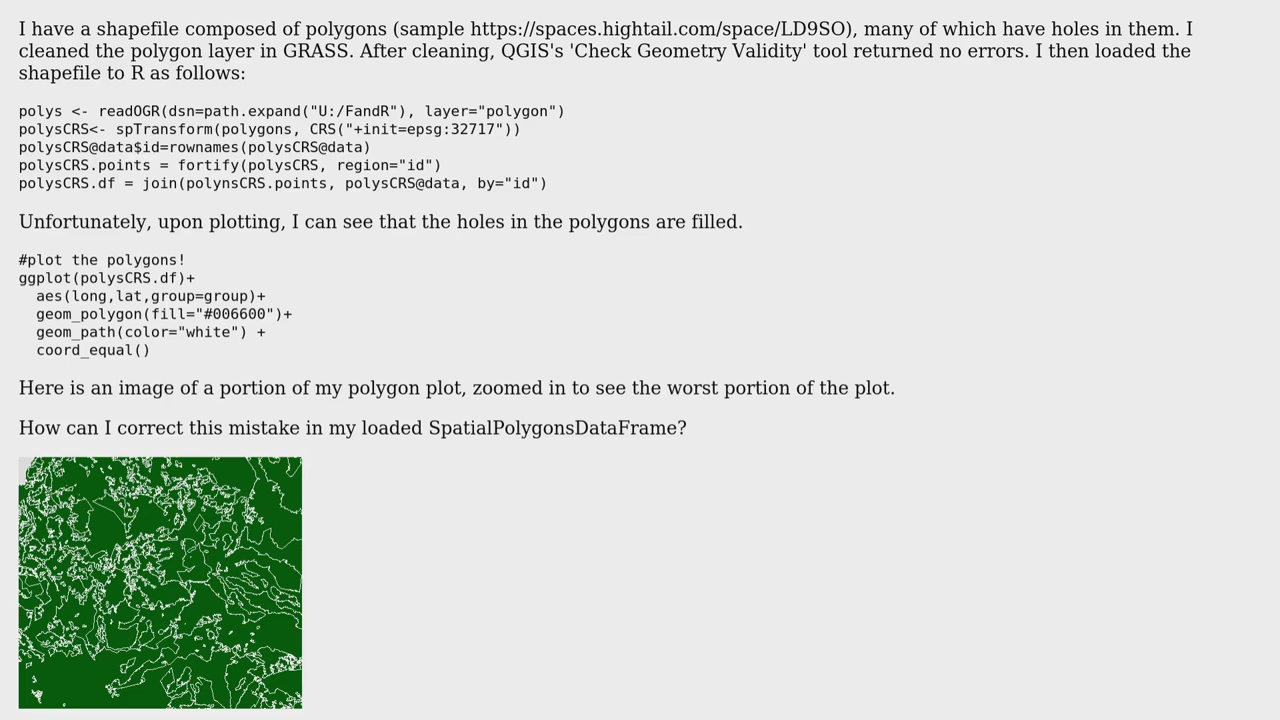 I have a shapefile composed of polygons (sample https://spaces.hightail.com/space/LD9SO), many of which have holes in them. I
cleaned the polygon layer in GRASS. After cleaning, QGIS's 'Check Geometry Validity' tool returned no errors. I then loaded the
shapefile to R as follows:
polys <- readOGR(dsn=path.expand("U:/FandR"), layer="polygon")
polysCRS<- spTransform(polygons, CRS("+init=epsg:32717"))
polysCRS@data$id=rownames(polysCRS@data)
polysCRS.points = fortify(polysCRS, region="id")
polysCRS.df = join(polynsCRS.points, polysCRS@data, by="id")
Unfortunately, upon plotting, I can see that the holes in the polygons are filled.
#plot the polygons!
ggplot(polysCRS.df)+
  aes(long,lat,group=group)+
  geom_polygon(fill="#006600")+
  geom_path(color="white") +
  coord_equal()
Here is an image of a portion of my polygon plot, zoomed in to see the worst portion of the plot.
How can I correct this mistake in my loaded SpatialPolygonsDataFrame?